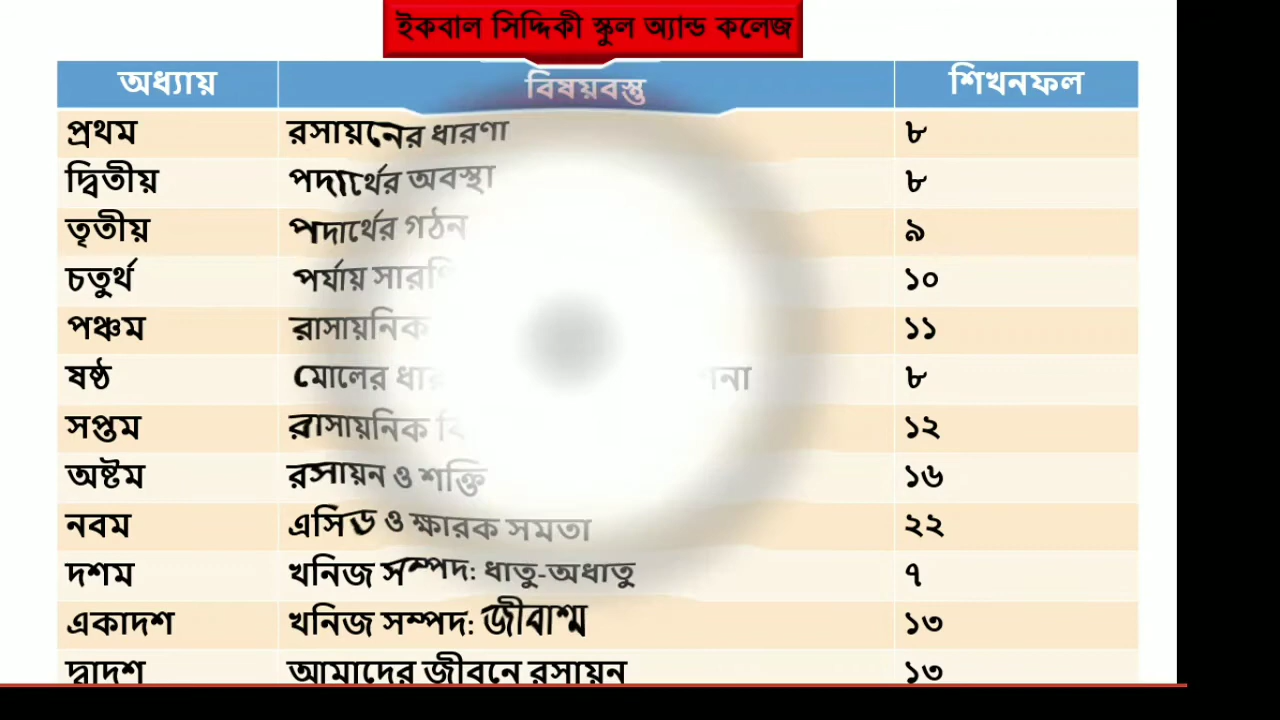 ইকবাল সিদ্দিকী স্কুল অ্যান্ড কলেজ
অধ্যায় বিষয়বস্তু শিখনফল
প্রথম রসায়নের ধারণা ৮
দ্বিতীয় পদার্থের অবস্থা ৮
তৃতীয় পদার্থের গঠন ৯
চতুর্থ পর্যায় ১০
পঞ্চম রাসায়নিক ১১
ষষ্ঠ মোলের ৮
সপ্তম রাসায়নিক ১২
অষ্টম রসায়ন ও শক্তি ১৬
নবম এসিড ও ক্ষারক সমতা ২২
দশম খনিজ সম্পদ: ধাতু-অধাতু ৭
একাদশ খনিজ সম্পদ: জীবাশ্ম ১৩
দ্বাদশ আমাদের জীবনে রসায়ন ১৩